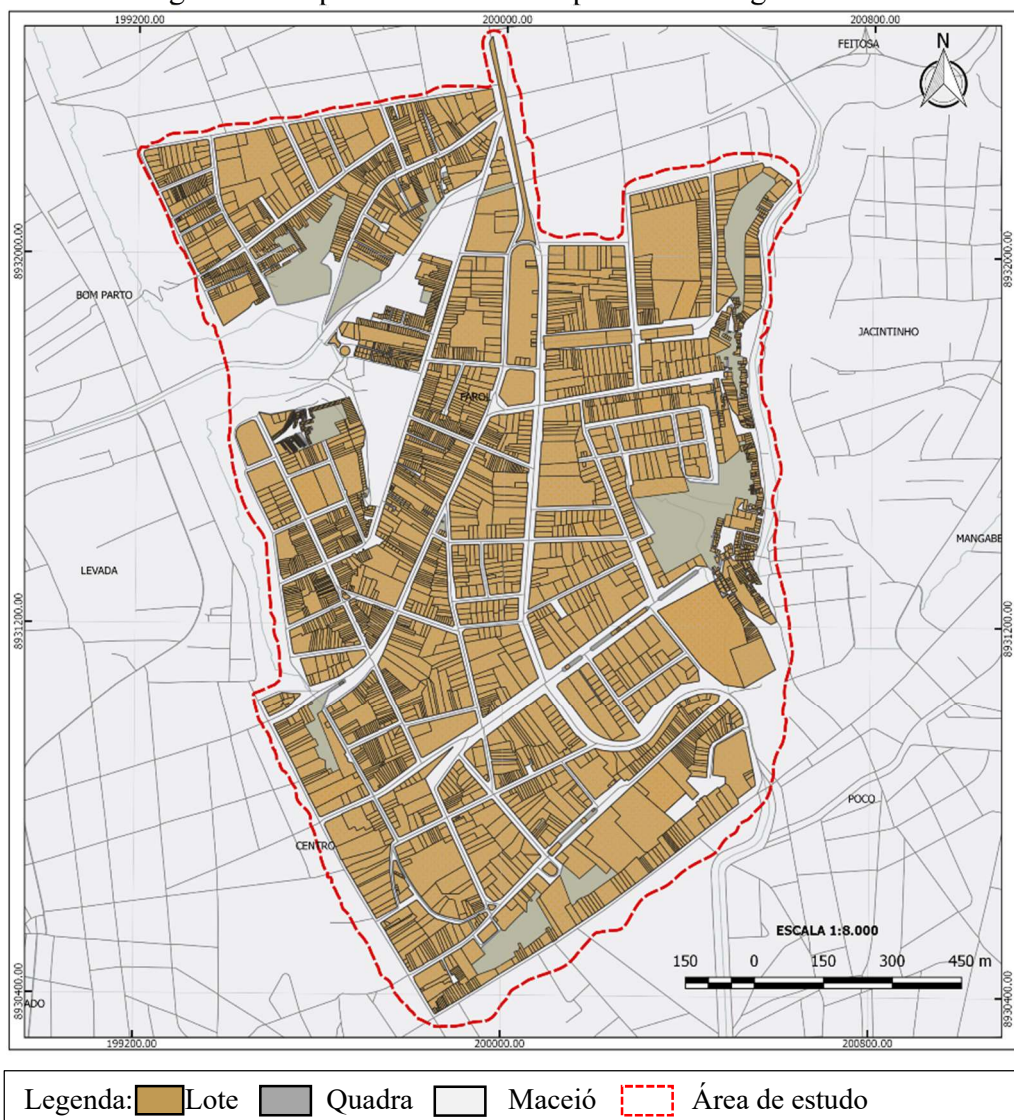 199200.00 200000.00 200800.00
FEITOSA
N
8932000.00 8932000.00
BOM PARTO
JACINTINHO
FAROL
MANGABE
LEVADA
8931200.00 8931200.00
POÇO
CENTRO
ESCALA 1:8.000
150 0 150 300 450 m
8930400.00 8930400.00
ADO
199200.00 200000.00 200800.00
Legenda: Lote Quadra Maceió Área de estudo